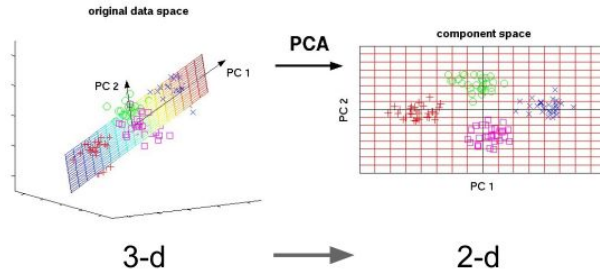 original data space
PCA
component space
PC 1
PC 2
PC 2
PC 1
3-d
2-d